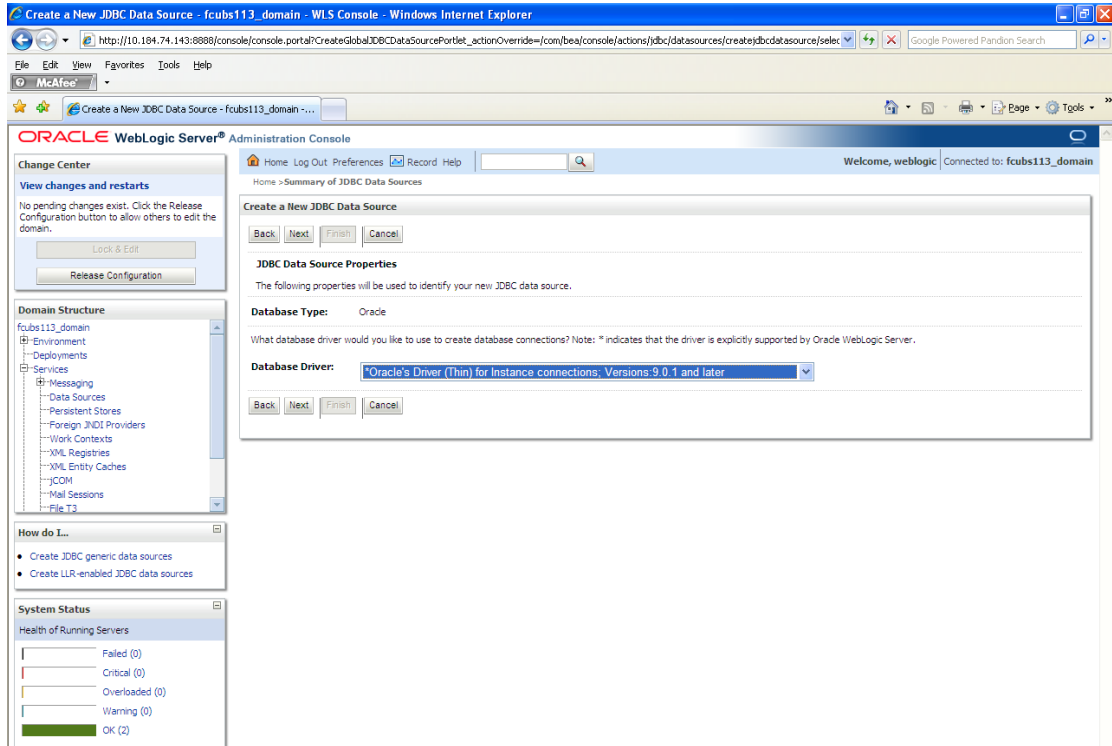 Create a New JDBC Data Source - fcubs113_domain - WLS Console - Windows Internet Explorer
http://10.184.74.143:8888/console/console.portal?CreateGlobalJDBCDataSourcePortlet_actionOverride=/com/bea/console/actions/jdbc/datasources/createjdbcdatasource/selec
Google Powered Pandion Search
File Edit View Favorites Tools Help
McAfee
Create a New JDBC Data Source - fcubs113_domain -...
Page Tools
ORACLE WebLogic Server® Administration Console
Change Center
View changes and restarts
No pending changes exist. Click the Release
Configuration button to allow others to edit the
domain.
Lock & Edit
Release Configuration
Domain Structure
fcubs113_domain
Environment
Deployments
Services
Messaging
Data Sources
Persistent Stores
Foreign JNDI Providers
Work Contexts
XML Registries
XML Entity Caches
jCOM
Mail Sessions
File T3
How do I...
Create JDBC generic data sources
Create LLR-enabled JDBC data sources
System Status
Health of Running Servers
Failed (0)
Critical (0)
Overloaded (0)
Warning (0)
OK (2)
Home Log Out Preferences Record Help
Welcome, weblogic Connected to: fcubs113_domain
Home >Summary of JDBC Data Sources
Create a New JDBC Data Source
Back Next Finish Cancel
JDBC Data Source Properties
The following properties will be used to identify your new JDBC data source.
Database Type: Oracle
What database driver would you like to use to create database connections? Note: * indicates that the driver is explicitly supported by Oracle WebLogic Server.
Database Driver: *Oracle's Driver (Thin) for Instance connections; Versions:9.0.1 and later
Back Next Finish Cancel